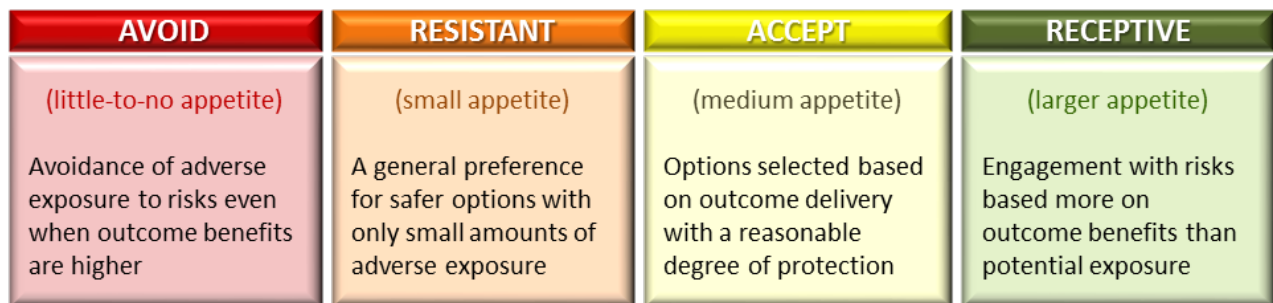 AVOID
(little-to-no appetite)
Avoidance of adverse
exposure to risks even
when outcome benefits
are higher
RESISTANT
(small appetite)
A general preference
for safer options with
only small amounts of
adverse exposure
ACCEPT
(medium appetite)
Options selected based
on outcome delivery
with a reasonable
degree of protection
RECEPTIVE
(larger appetite)
Engagement with risks
based more on
outcome benefits than
potential exposure